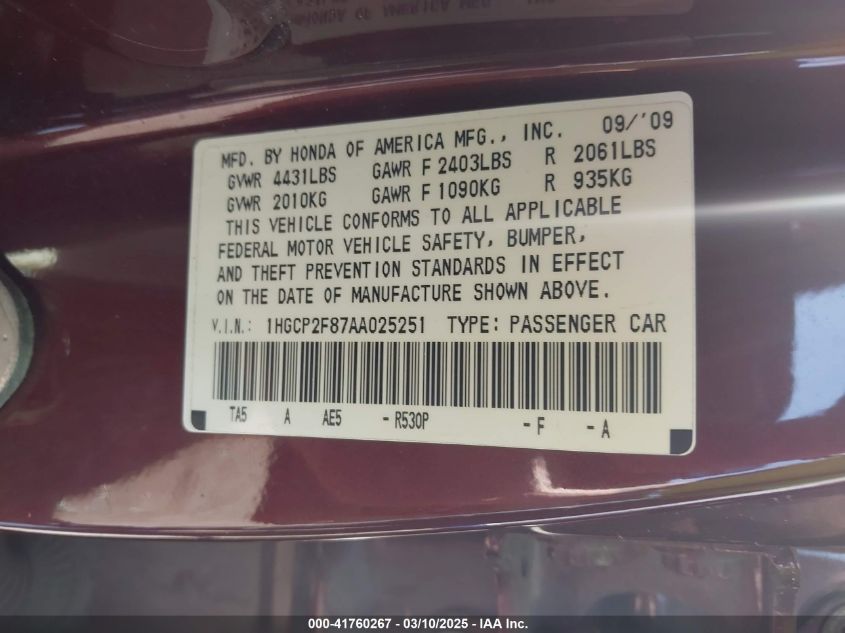 MFD. BY HONDA OF AMERICA MFG., INC. 09/'09
GVWR 4431LBS GAWR F 2403LBS R 2061LBS
GVWR 2010KG GAWR F 1090KG R 935KG
THIS VEHICLE CONFORMS TO ALL APPLICABLE
FEDERAL MOTOR VEHICLE SAFETY, BUMPER,
AND THEFT PREVENTION STANDARDS IN EFFECT
ON THE DATE OF MANUFACTURE SHOWN ABOVE.
V.I.N.: 1HGCP2F87AA025251 TYPE: PASSENGER CAR
TA5 A AE5 - R530P - F - A
000-41760267 - 03/10/2025 - IAA Inc.